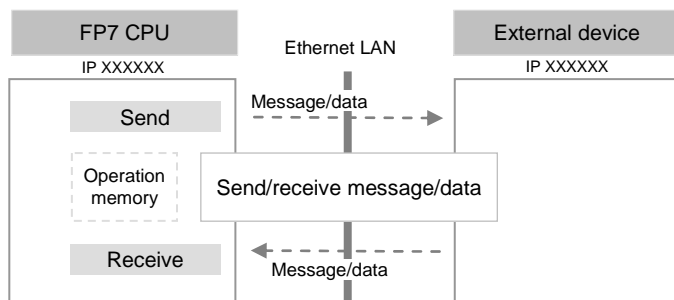 FP7 CPU
Ethernet LAN
External device
IP XXXXXX
IP XXXXXX
Message/data
Send
Operation
memory
Send/receive message/data
Receive
Message/data